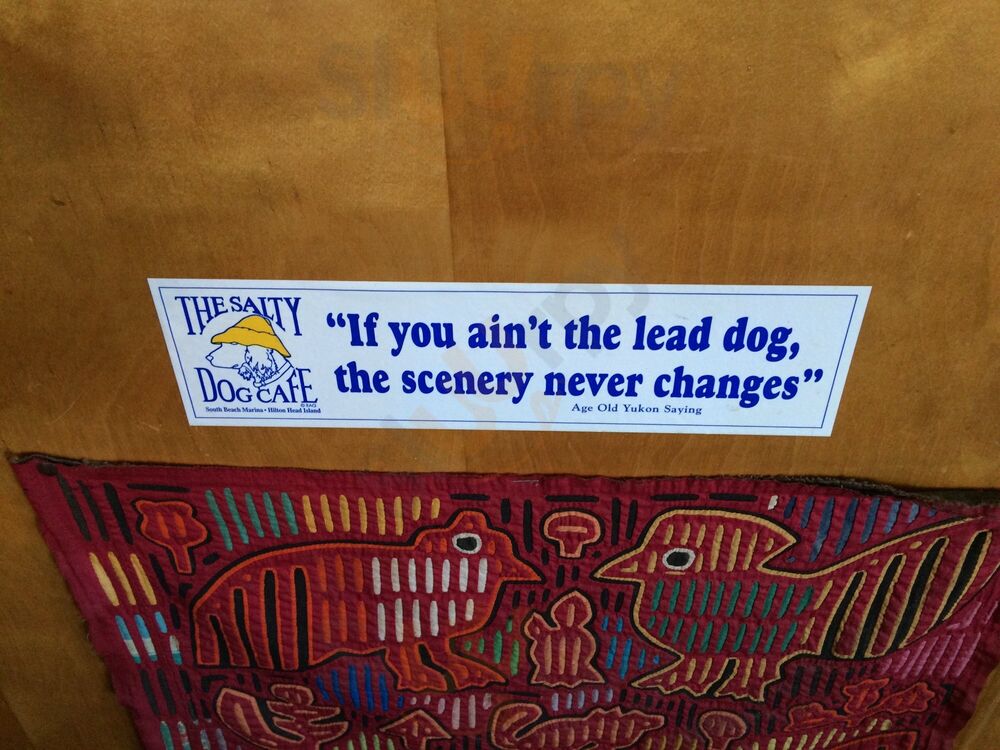 THE SALTY
DOG CAFE
South Beach Marina • Hilton Head Island
“If you ain’t the lead dog,
the scenery never changes”
Age Old Yukon Saying